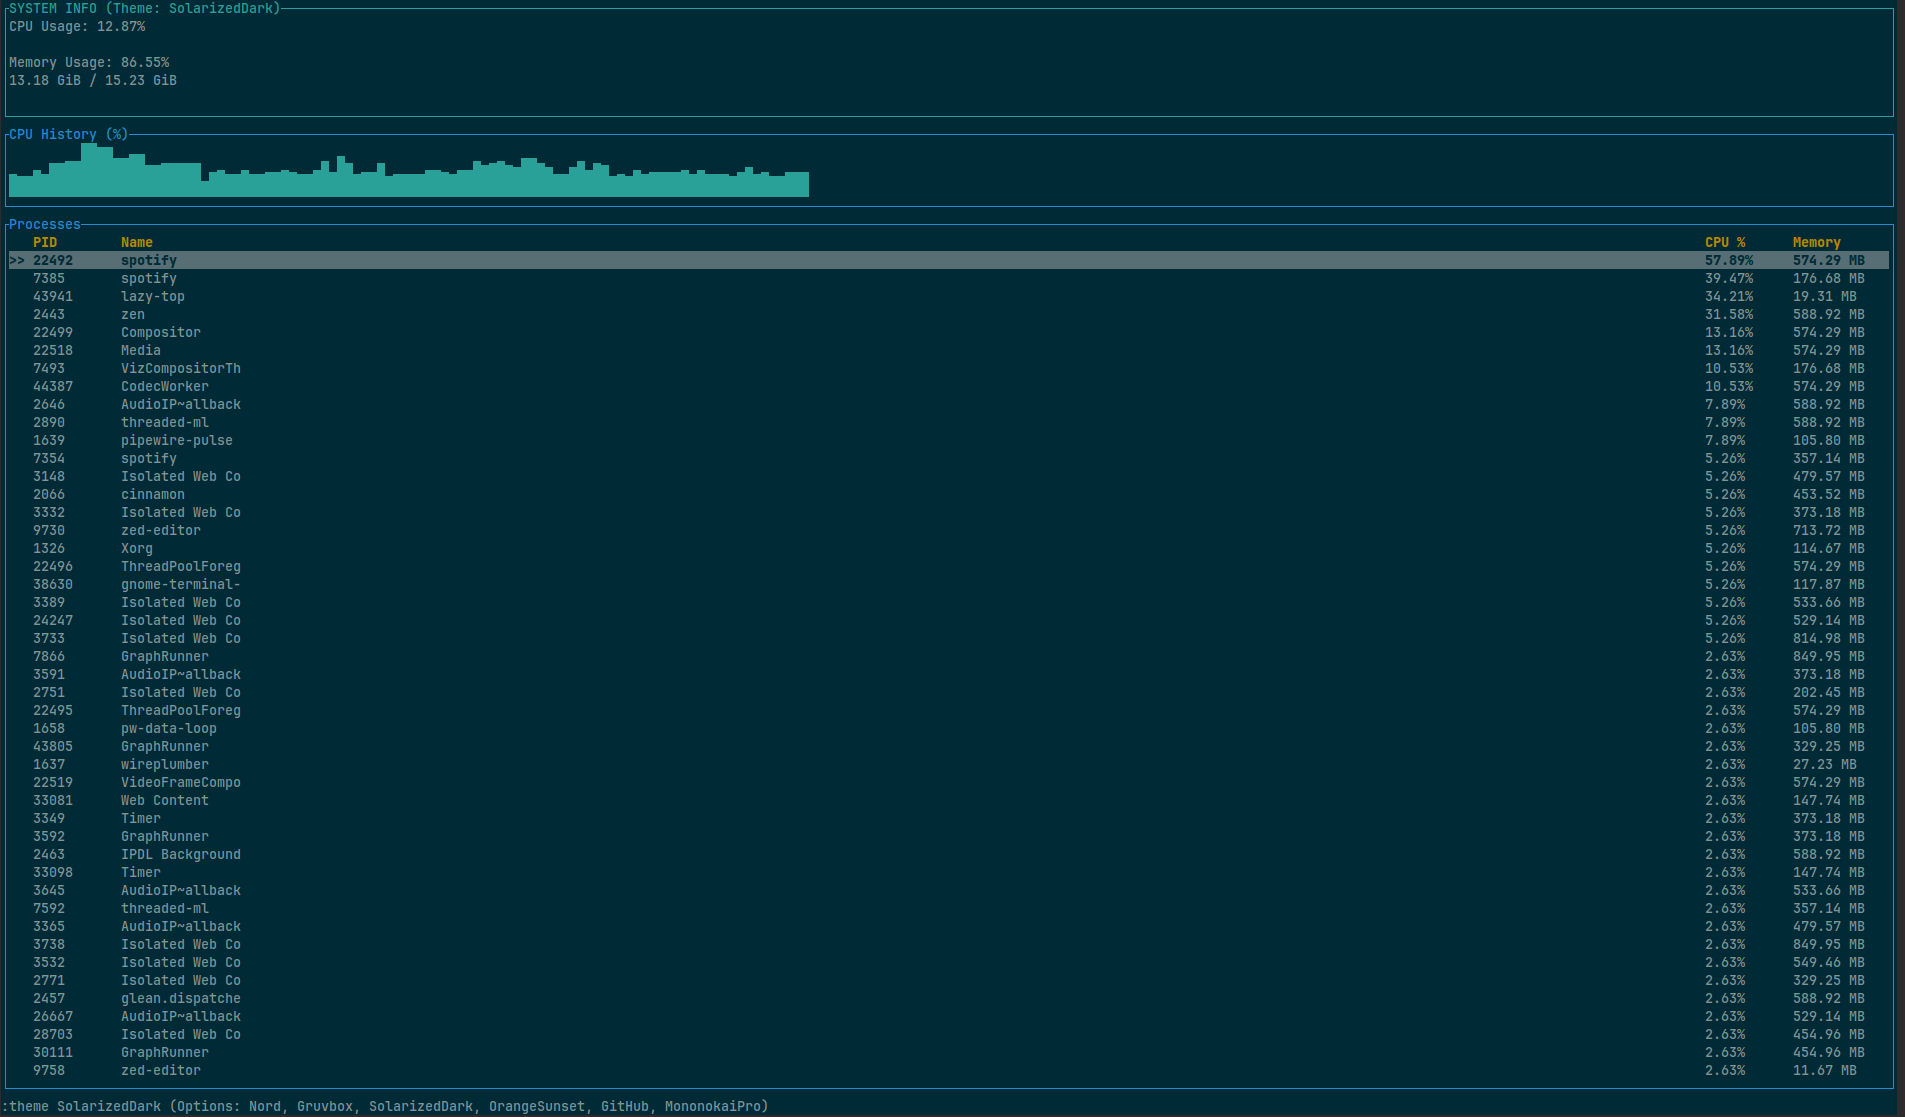 SYSTEM INFO (Theme: SolarizedDark)
CPU Usage: 12.87%
Memory Usage: 86.55%
13.18 GiB / 15.23 GiB
CPU History (%)
Processes
PID Name CPU % Memory
>> 22492 spotify 57.89% 574.29 MB
7385 spotify 39.47% 176.68 MB
43941 lazy-top 34.21% 19.31 MB
2443 zen 31.58% 588.92 MB
22499 Compositor 13.16% 574.29 MB
22518 Media 13.16% 574.29 MB
7493 VizCompositorTh 10.53% 176.68 MB
44387 CodecWorker 10.53% 574.29 MB
2646 AudioIP~allback 7.89% 588.92 MB
2890 threaded-ml 7.89% 588.92 MB
1639 pipewire-pulse 7.89% 105.80 MB
7354 spotify 5.26% 357.14 MB
3148 Isolated Web Co 5.26% 479.57 MB
2066 cinnamon 5.26% 453.52 MB
3332 Isolated Web Co 5.26% 373.18 MB
9730 zed-editor 5.26% 713.72 MB
1326 Xorg 5.26% 114.67 MB
22496 ThreadPoolForeg 5.26% 574.29 MB
38630 gnome-terminal- 5.26% 117.87 MB
3389 Isolated Web Co 5.26% 533.66 MB
24247 Isolated Web Co 5.26% 529.14 MB
3733 Isolated Web Co 5.26% 814.98 MB
7866 GraphRunner 2.63% 849.95 MB
3591 AudioIP~allback 2.63% 373.18 MB
2751 Isolated Web Co 2.63% 202.45 MB
22495 ThreadPoolForeg 2.63% 574.29 MB
1658 pw-data-loop 2.63% 105.80 MB
43805 GraphRunner 2.63% 329.25 MB
1637 wireplumber 2.63% 27.23 MB
22519 VideoFrameCompo 2.63% 574.29 MB
33081 Web Content 2.63% 147.74 MB
3349 Timer 2.63% 373.18 MB
3592 GraphRunner 2.63% 373.18 MB
2463 IPDL Background 2.63% 588.92 MB
33098 Timer 2.63% 147.74 MB
3645 AudioIP~allback 2.63% 533.66 MB
7592 threaded-ml 2.63% 357.14 MB
3365 AudioIP~allback 2.63% 479.57 MB
3738 Isolated Web Co 2.63% 849.95 MB
3532 Isolated Web Co 2.63% 549.46 MB
2771 Isolated Web Co 2.63% 329.25 MB
2457 glean.dispatche 2.63% 588.92 MB
26667 AudioIP~allback 2.63% 529.14 MB
28703 Isolated Web Co 2.63% 454.96 MB
30111 GraphRunner 2.63% 454.96 MB
9758 zed-editor 2.63% 11.67 MB
:theme SolarizedDark (Options: Nord, Gruvbox, SolarizedDark, OrangeSunset, GitHub, MononokaiPro)